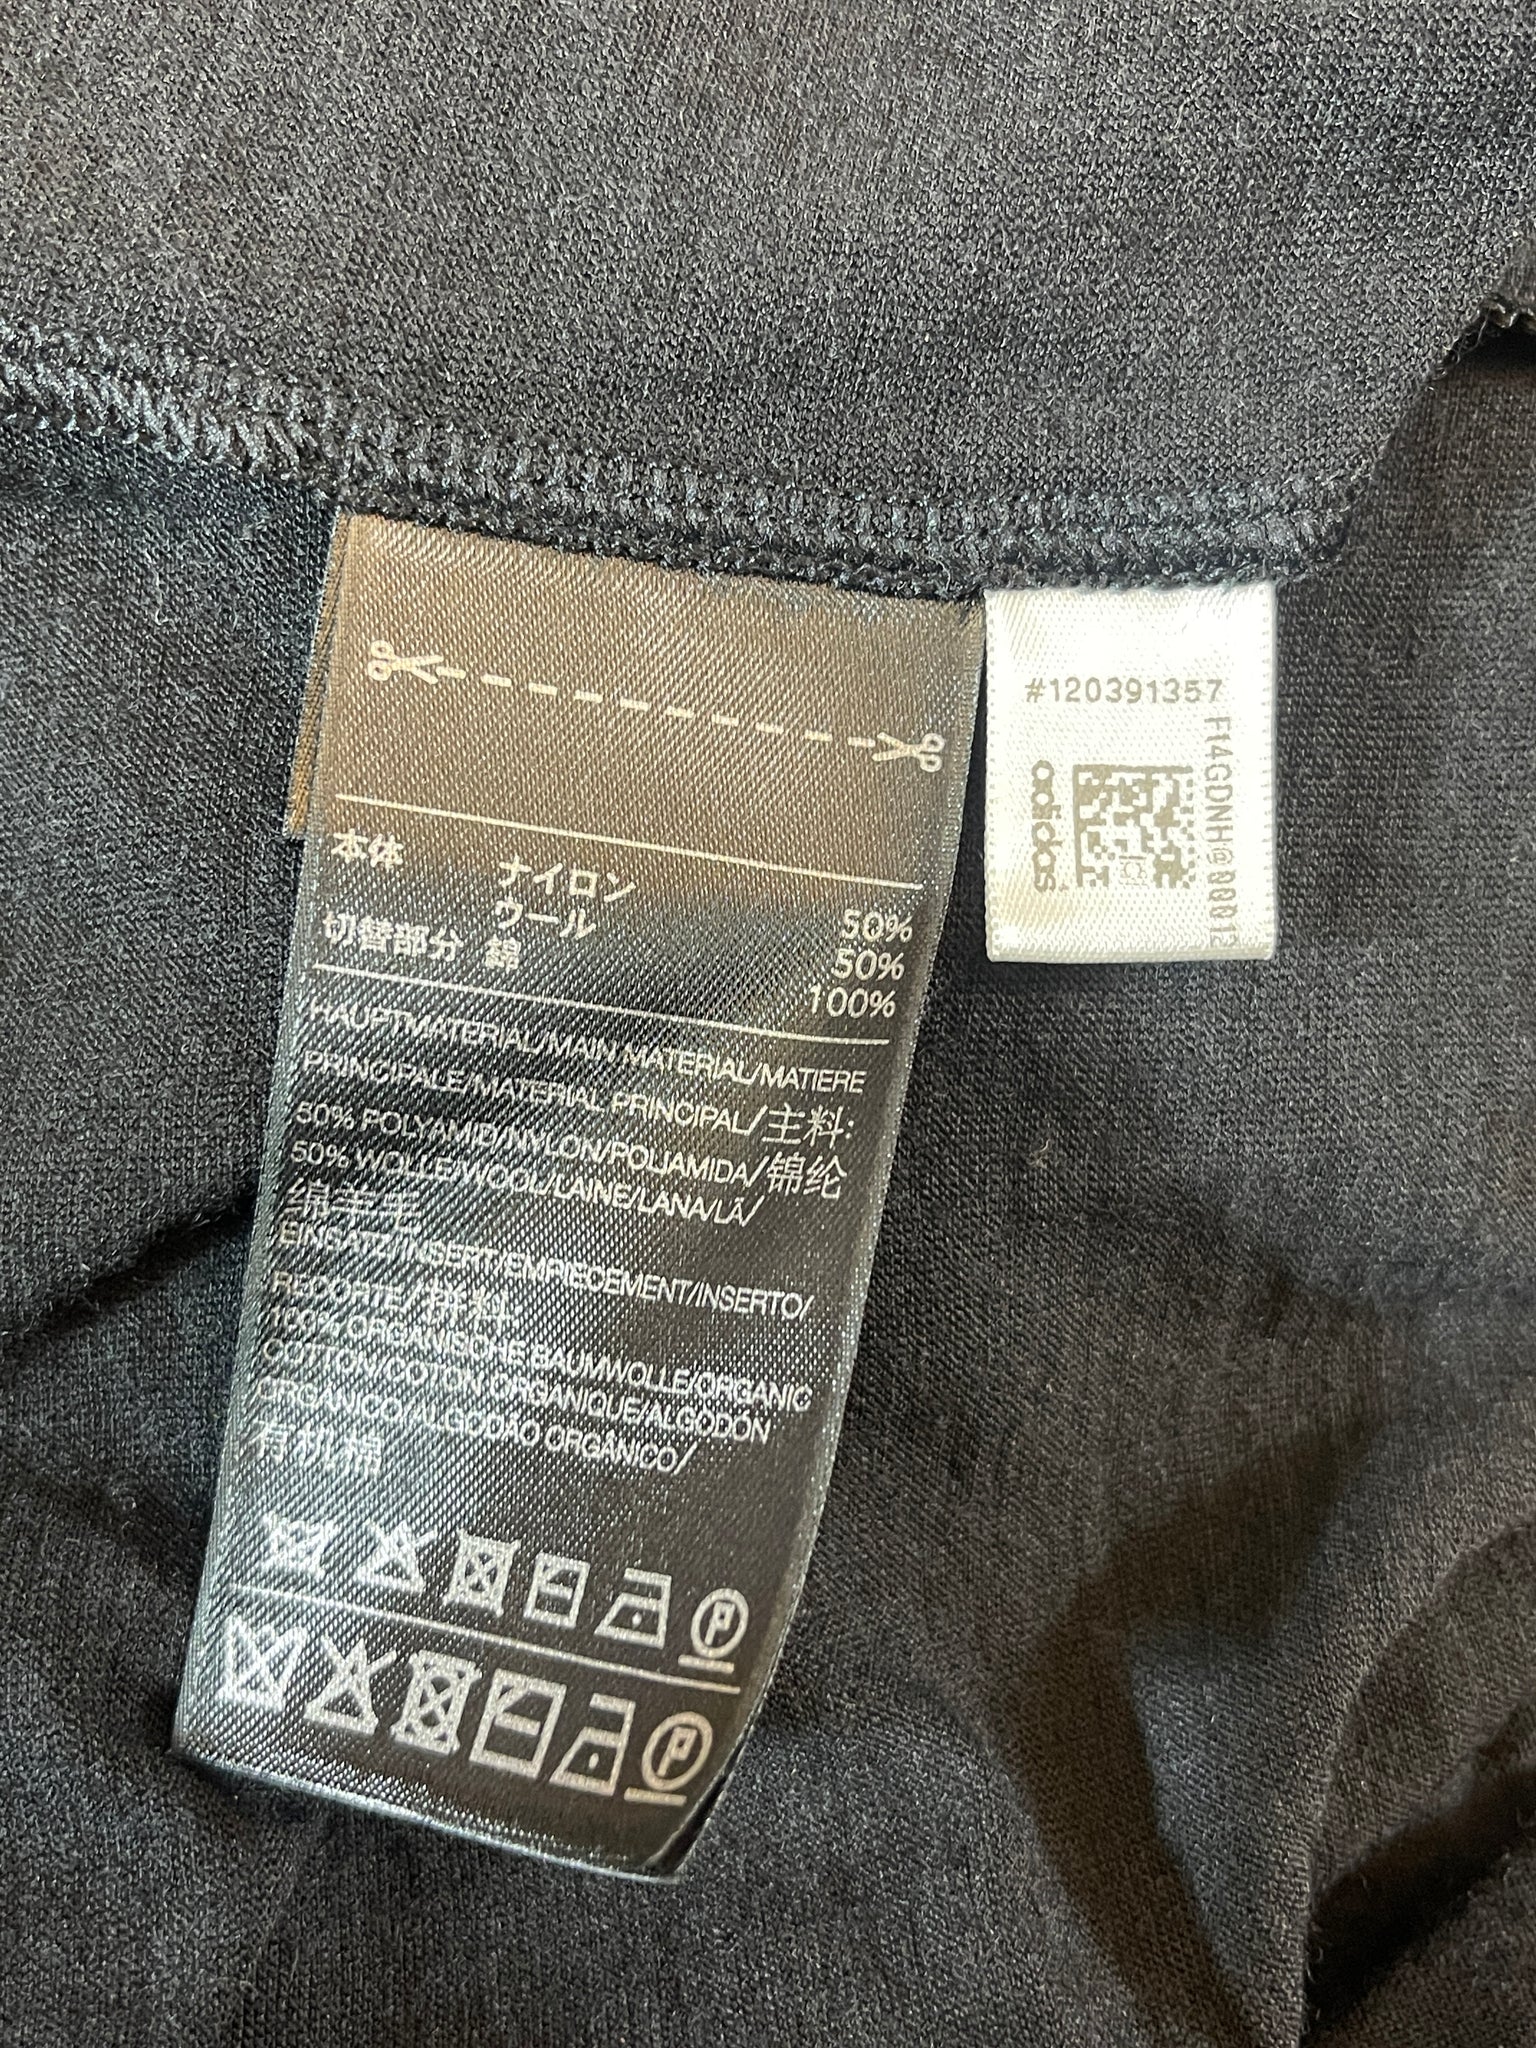 本体 ナイロン 50%
ウール 50%
切替部分 綿 100%
HAUPTMATERIAL/MAIN MATERIAL/MATIERE
PRINCIPALE/MATERIAL PRINCIPAL/主料:
50% POLYAMID/NYLON/POLIAMIDA/锦纶
50% WOLLE/WOOL/LAINE/LANA/LÃ/
绵羊毛
EINSATZ/INSERT/EMPIECEMENT/INSERTO/
RECORTE/拼料:
100% ORGANISCHE BAUMWOLLE/ORGANIC
COTTON/COTON ORGANIQUE/ALGODÓN
ORGÁNICO/ALGODÃO ORGÂNICO/
有机棉
P
P
#120391357
adidas
F14GDNH@00012